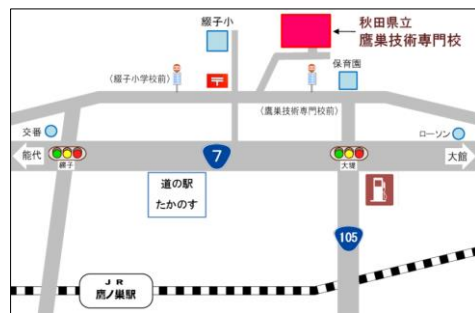 綴子小
秋田県立
鷹巣技術専門校
保育園
(綴子小学校前)
〒
(鷹巣技術専門校前)
交番
ローソン
能代
大館
綴子
7
大堤
道の駅
たかのす
105
JR
鷹ノ巣駅